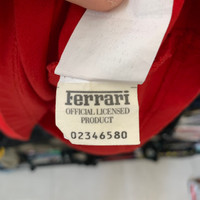 Ferrari
OFFICIAL LICENSED
PRODUCT
02346580